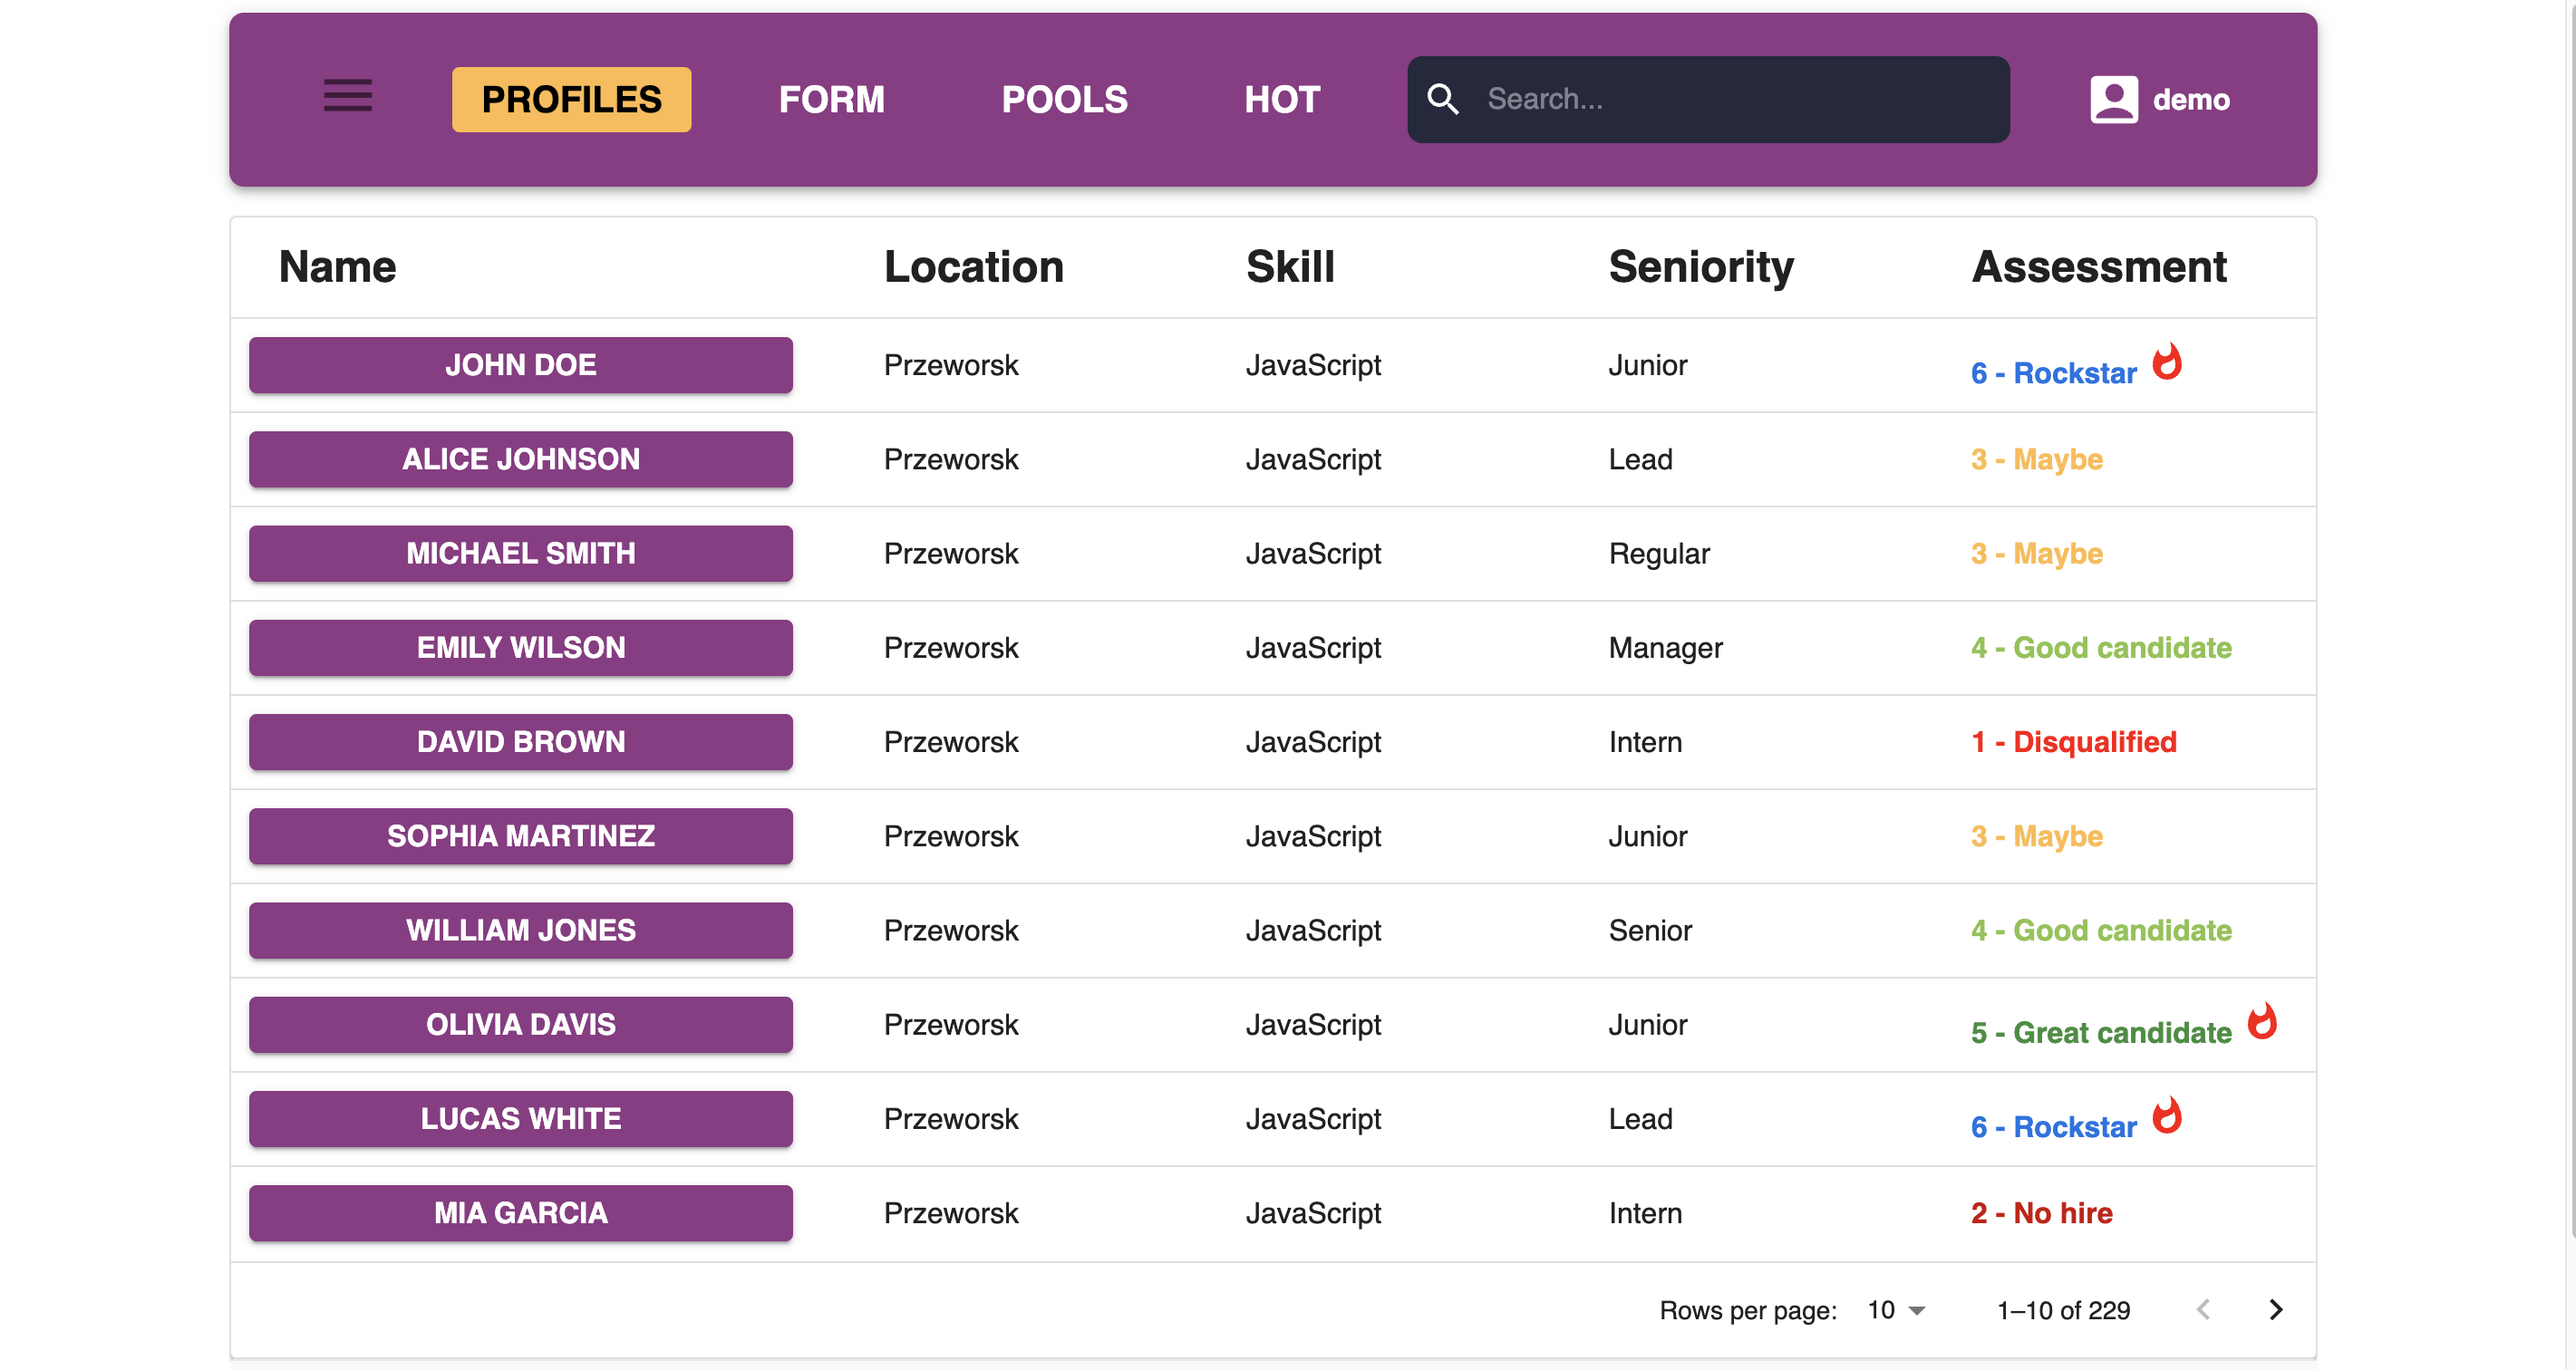 PROFILES FORM POOLS HOT Search... demo
Name Location Skill Seniority Assessment
JOHN DOE Przeworsk JavaScript Junior 6 - Rockstar
ALICE JOHNSON Przeworsk JavaScript Lead 3 - Maybe
MICHAEL SMITH Przeworsk JavaScript Regular 3 - Maybe
EMILY WILSON Przeworsk JavaScript Manager 4 - Good candidate
DAVID BROWN Przeworsk JavaScript Intern 1 - Disqualified
SOPHIA MARTINEZ Przeworsk JavaScript Junior 3 - Maybe
WILLIAM JONES Przeworsk JavaScript Senior 4 - Good candidate
OLIVIA DAVIS Przeworsk JavaScript Junior 5 - Great candidate
LUCAS WHITE Przeworsk JavaScript Lead 6 - Rockstar
MIA GARCIA Przeworsk JavaScript Intern 2 - No hire
Rows per page: 10 1–10 of 229